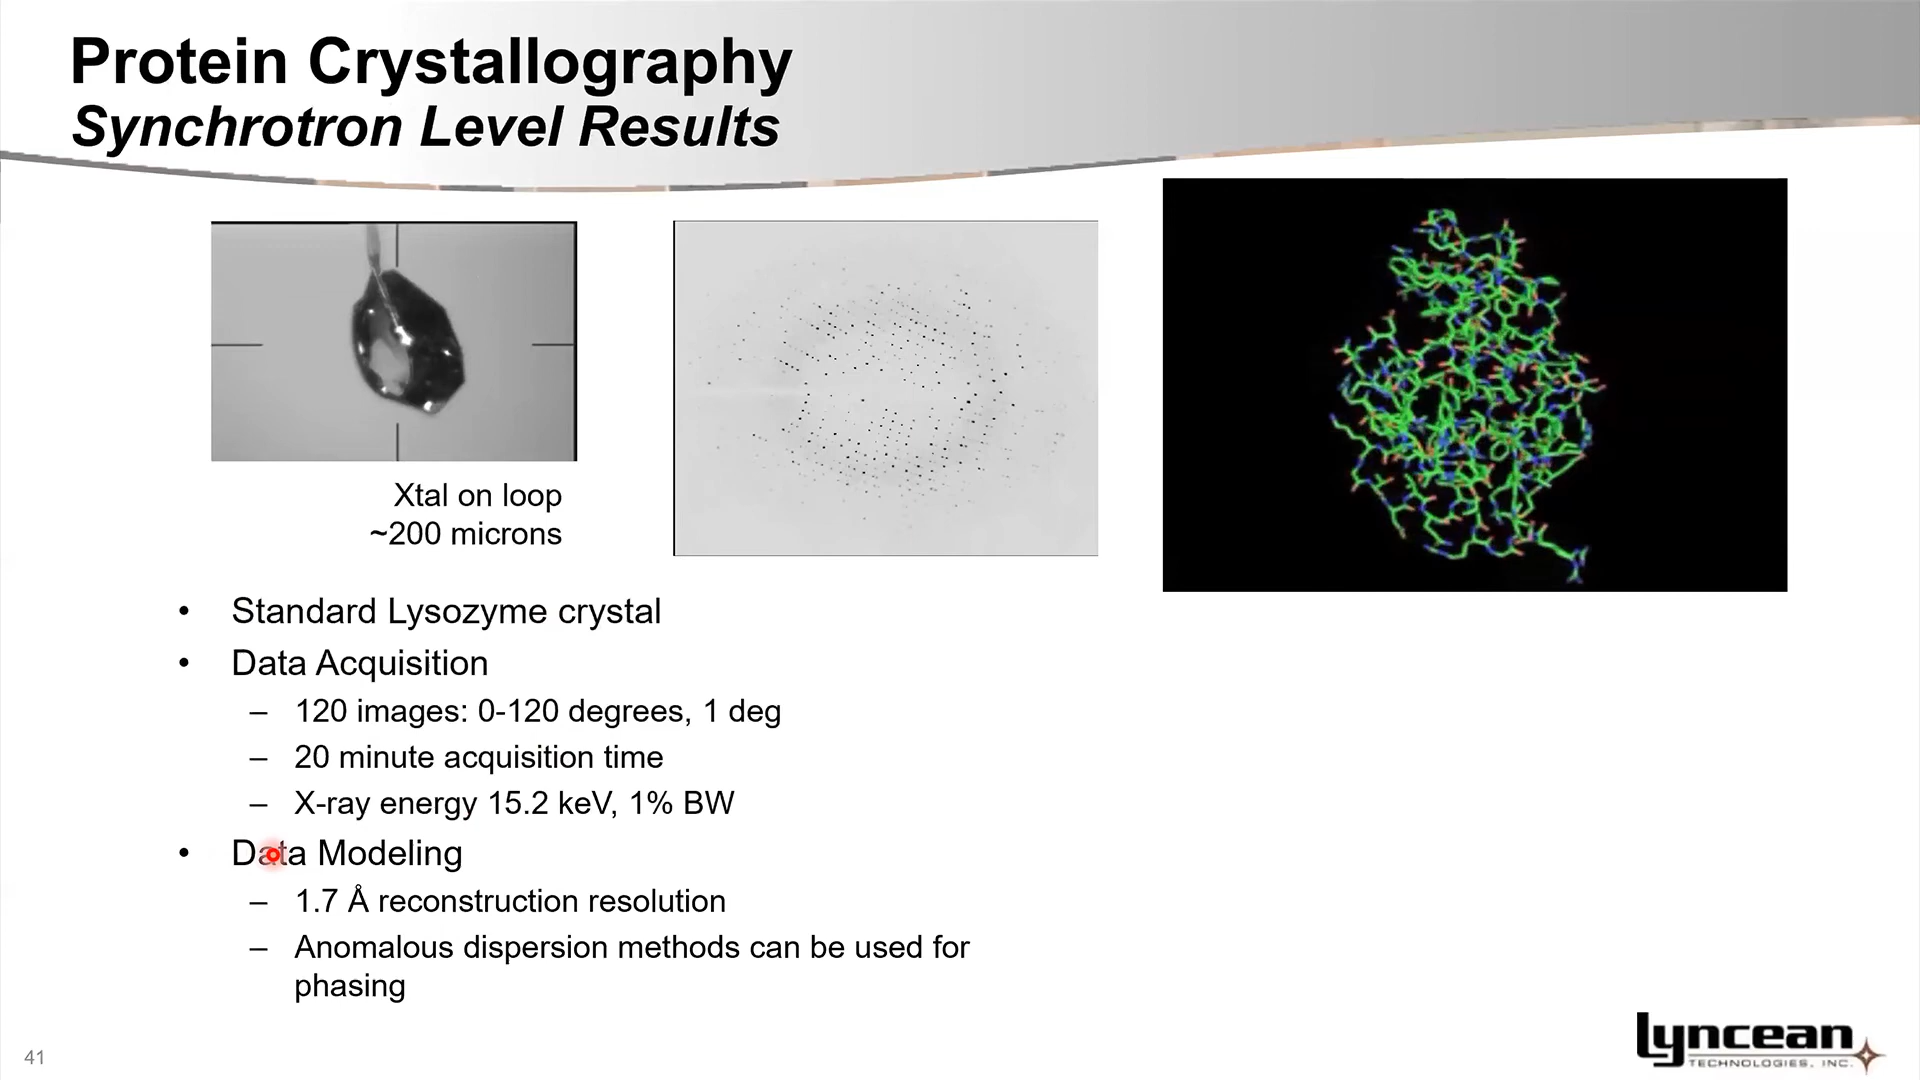 Protein Crystallography
Synchrotron Level Results
Xtal on loop
~200 microns
• Standard Lysozyme crystal
• Data Acquisition
– 120 images: 0-120 degrees, 1 deg
– 20 minute acquisition time
– X-ray energy 15.2 keV, 1% BW
• Data Modeling
– 1.7 Å reconstruction resolution
– Anomalous dispersion methods can be used for
phasing
41
lyncean
TECHNOLOGIES, INC.